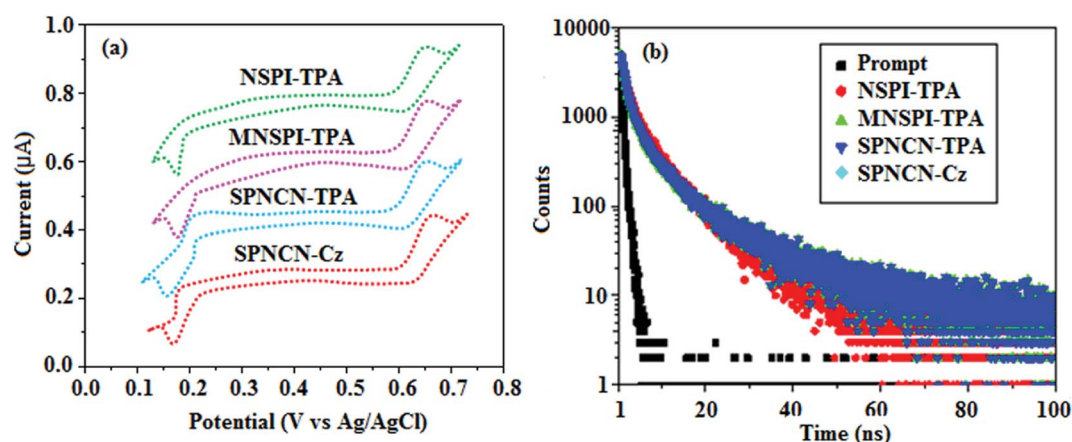 (a)
1.0
0.8
0.6
0.4
0.2
0.0
Current (µA)
NSPI-TPA
MNSPI-TPA
SPNCN-TPA
SPNCN-Cz
0.0 0.1 0.2 0.3 0.4 0.5 0.6 0.7 0.8
Potential (V vs Ag/AgCl)
(b)
10000
1000
100
10
1
Counts
Prompt
NSPI-TPA
MNSPI-TPA
SPNCN-TPA
SPNCN-Cz
1 20 40 60 80 100
Time (ns)